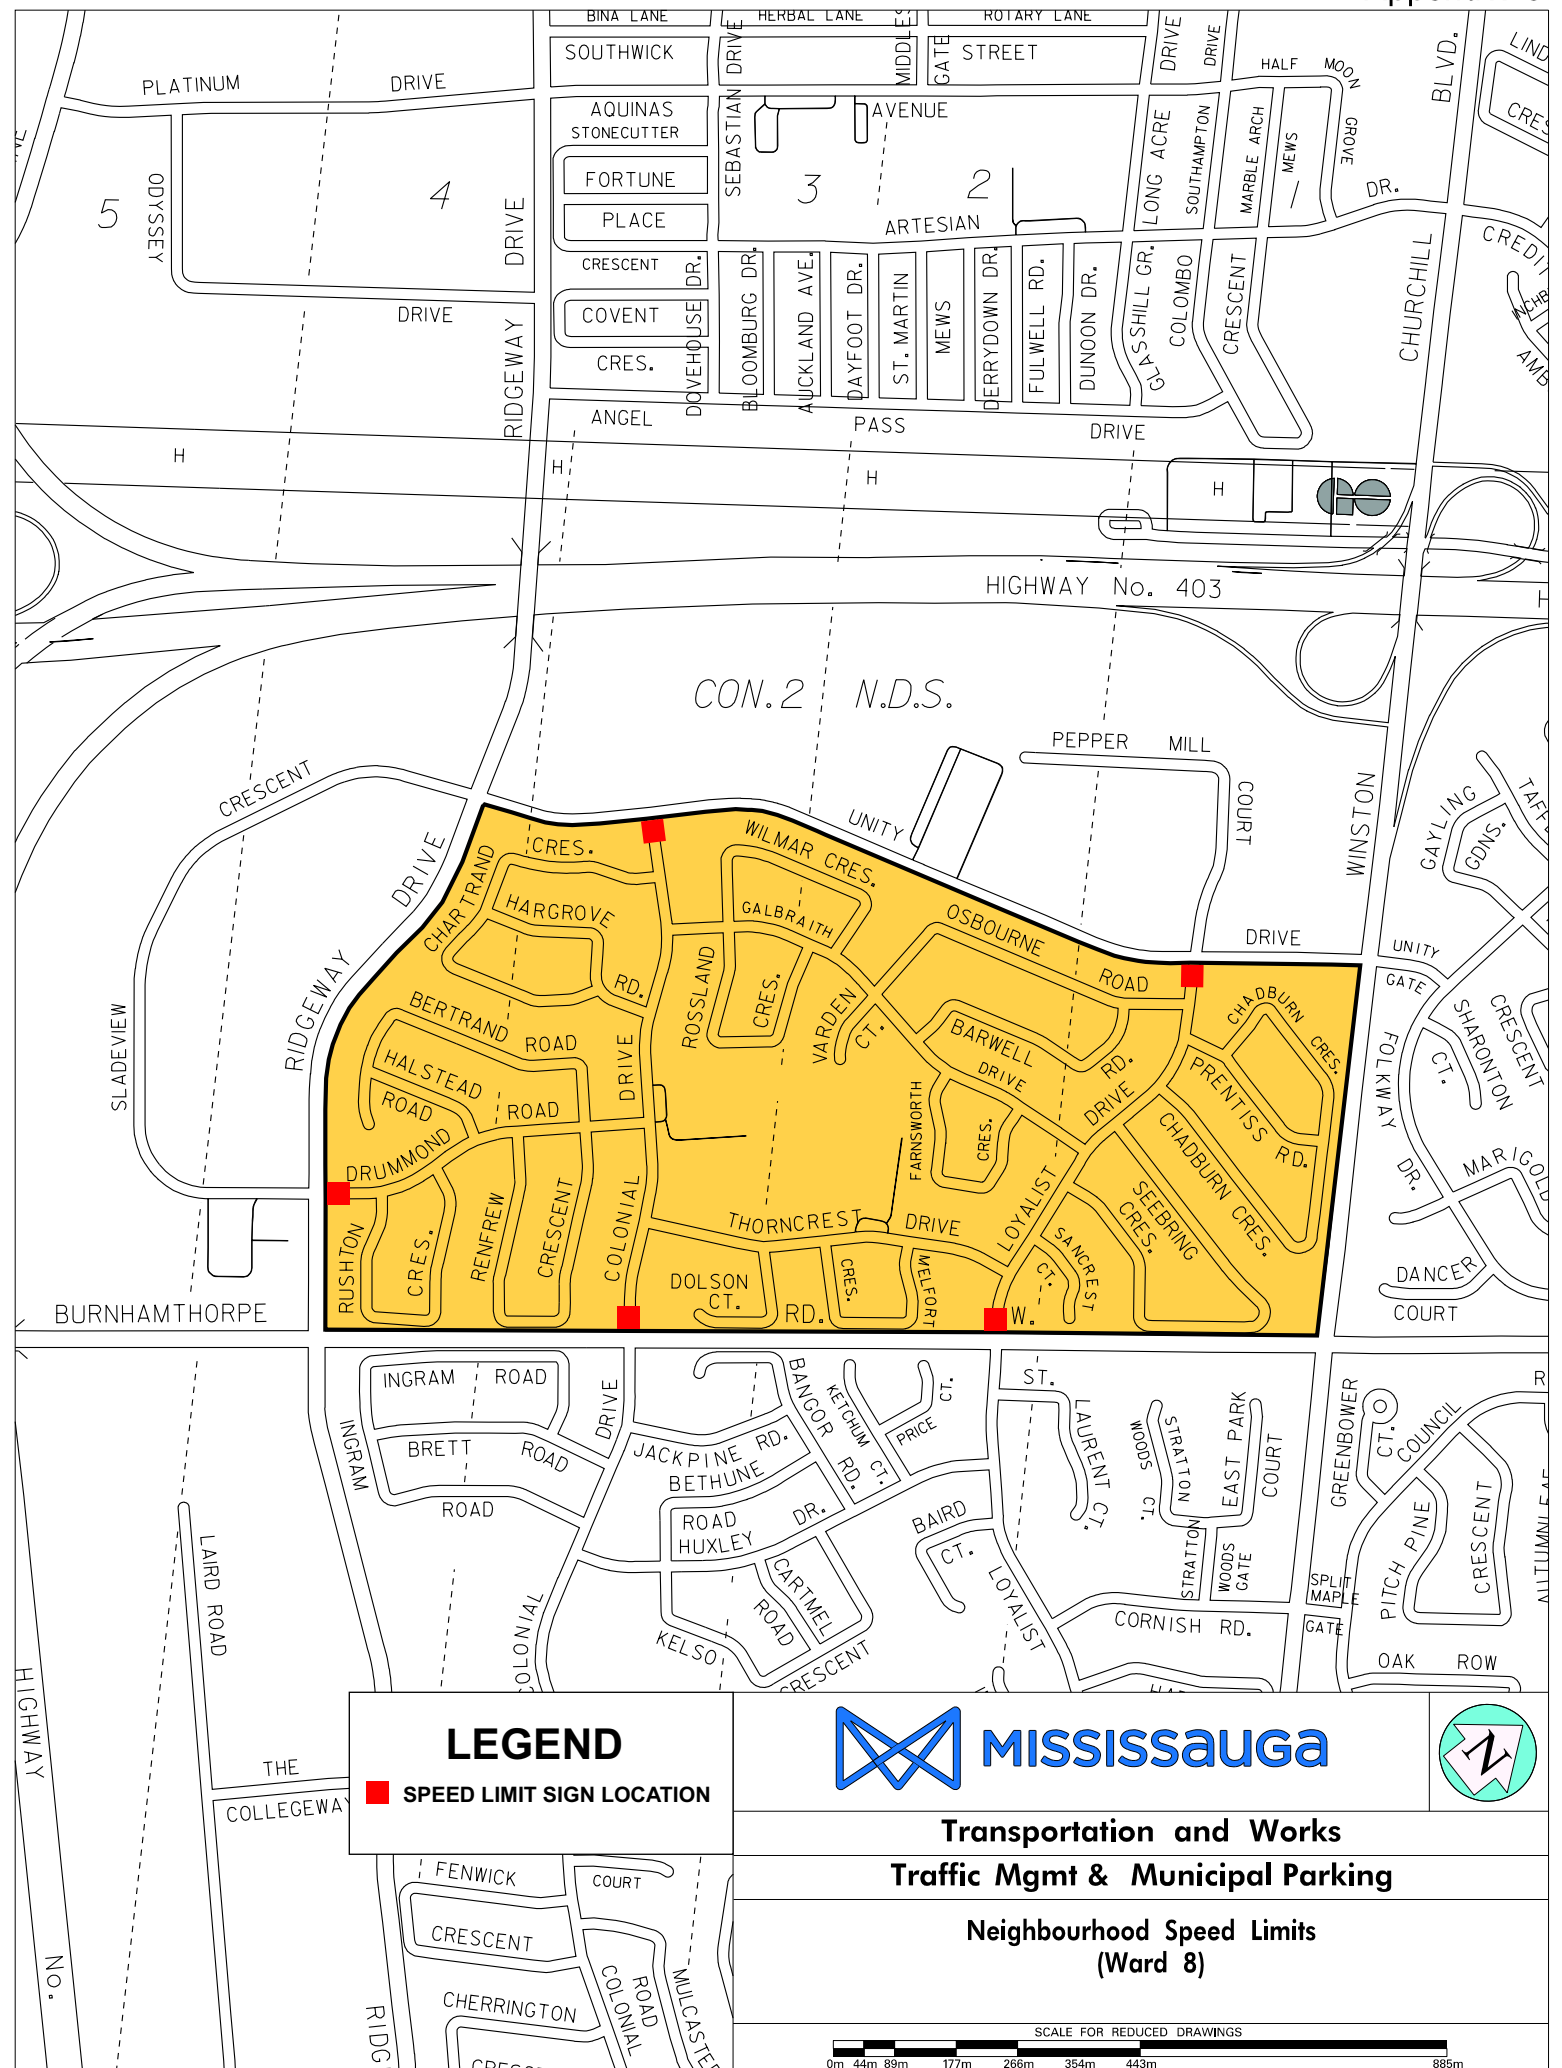 BINA LANE
HERBAL LANE
ROTARY LANE
SOUTHWICK
STREET
SEBASTIAN DRIVE
GATE
DRIVE
DRIVE
HALF MOON
GROVE
BLVD.
PLATINUM DRIVE
AQUINAS
AVENUE
STONECUTTER
FORTUNE
PLACE
CRESCENT
COVENT
CRES.
ODYSSEY
DRIVE
5
4
3
2
RIDGEWAY DRIVE
LONG ACRE
SOUTHAMPTON
MARBLE ARCH
MEWS
ARTESIAN
DR.
CHURCHILL
DOVEHOUSE DR.
BLOOMBURG DR.
AUCKLAND AVE.
DAYFOOT DR.
ST. MARTIN
MEWS
DERRYDOWN DR.
FULWELL RD.
DUNOON DR.
GLASSHILL GR.
COLOMBO
CRESCENT
ANGEL PASS DRIVE
H
H
H
H
GO
HIGHWAY No. 403
CON. 2 N.D.S.
PEPPER MILL
COURT
CRESCENT
SLADEVIEW
RIDGEWAY DRIVE
UNITY
DRIVE
WINSTON
GAYLING
GDNS.
UNITY
GATE
CHARTRAND
CRES.
HARGROVE
RD.
WILMAR CRES.
GALBRAITH
ROSSLAND
CRES.
OSBOURNE
ROAD
VARDEN
CT.
BARWELL
RD.
DRIVE
CHADBURN
CRES.
PRENTISS
RD.
BERTRAND
ROAD
HALSTEAD
ROAD
ROAD
DRUMMOND
DRIVE
COLONIAL
FARNSWORTH
CRES.
DRIVE
LOYALIST
CHADBURN CRES.
SEEBRING
CRES.
SANCREST
CT.
THORNCREST DRIVE
RUSHTON
CRES.
RENFREW
CRESCENT
DOLSON
CT.
CRES.
MELFORT
BURNHAMTHORPE
RD.
W.
FOLKWAY
DR.
SHARONTON
CT.
CRESCENT
DANCER
COURT
INGRAM ROAD
INGRAM
BRETT ROAD
ROAD
DRIVE
JACKPINE RD.
BETHUNE
ROAD
HUXLEY
DR.
BANGOR
RD.
KETCHUM CT.
PRICE
CT.
CARTMEL
ROAD
KELSO
ST.
LAURENT CT.
BAIRD
CT.
LOYALIST
STRATTON
WOODS CT.
EAST PARK
COURT
STRATTON
WOODS
GATE
CORNISH RD.
SPLIT
MAPLE
GATE
GREENBOWER
CT.
COUNCIL
PITCH PINE
CRESCENT
OAK ROW
LAIRD ROAD
HIGHWAY
No.
THE
LEGEND
SPEED LIMIT SIGN LOCATION
FENWICK
COURT
CRESCENT
CHERRINGTON
ROAD
COLONIAL
MISSISSAUGA
N
Transportation and Works
Traffic Mgmt & Municipal Parking
Neighbourhood Speed Limits
(Ward 8)
SCALE FOR REDUCED DRAWINGS
0m 44m 89m 177m 266m 354m 443m 885m